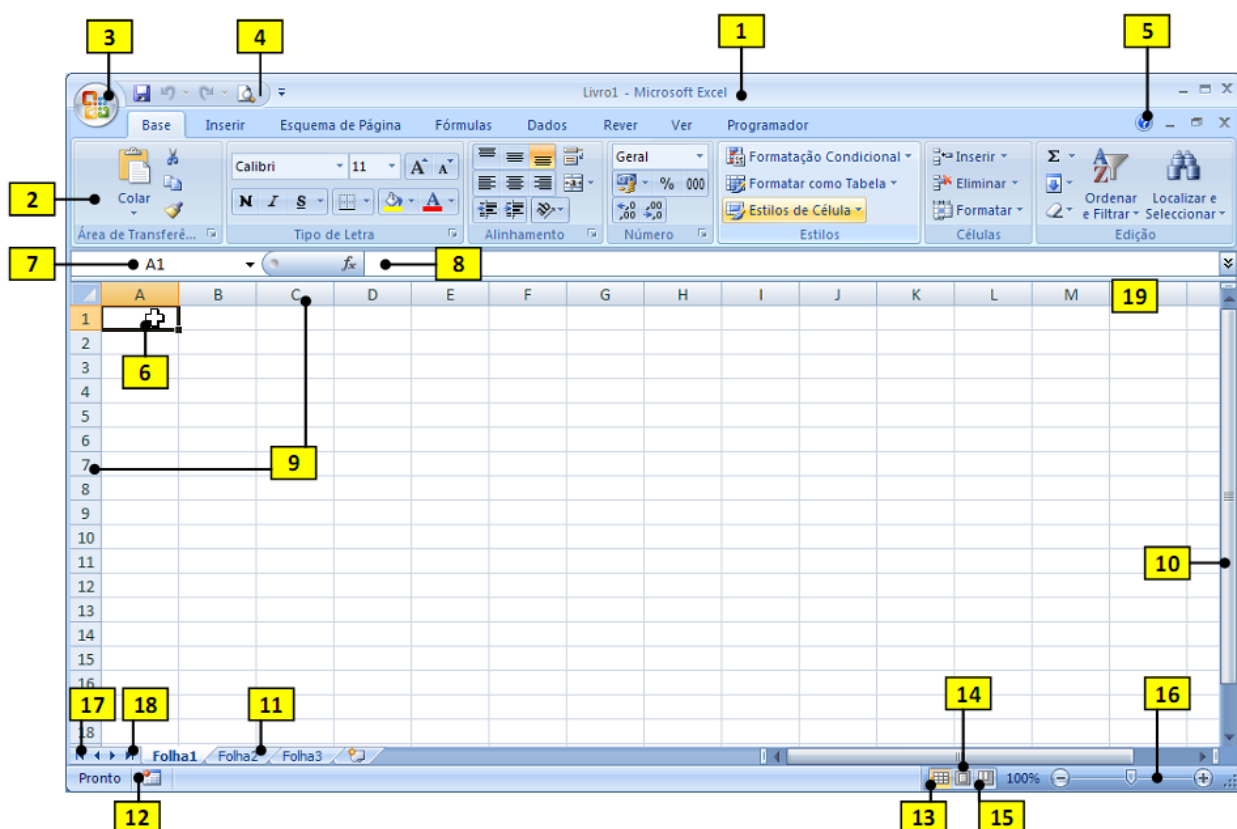 3 4 1 5
Livro1 - Microsoft Excel
Base Inserir Esquema de Página Fórmulas Dados Rever Ver Programador
Calibri 11 A A Geral Formatação Condicional Inserir Σ A Z
2 Colar N I S A % 000 Formatar como Tabela Eliminar Ordenar e Filtrar Localizar e Seleccionar
,00 ,0 ,00 Estilos de Célula Formatar
Área de Transferê... Tipo de Letra Alinhamento Número Estilos Células Edição
7 A1 fx 8
A B C D E F G H I J K L M 19
1
2
3 6
4
5
6
7 9
8
9
10
11 10
12
13
14
15
16
17 18 11 14 16
18
Folha1 Folha2 Folha3
Pronto 100%
12 13 15